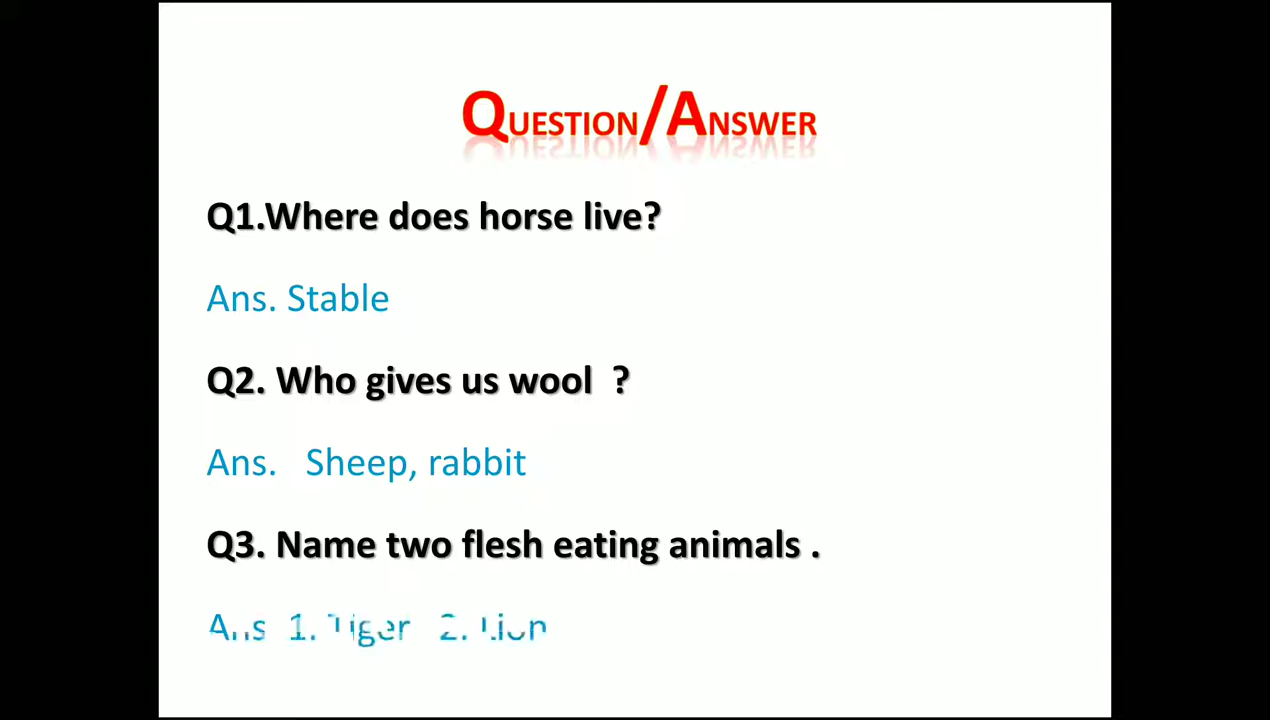 QUESTION/ANSWER
Q1.Where does horse live?
Ans. Stable
Q2. Who gives us wool ?
Ans. Sheep, rabbit
Q3. Name two flesh eating animals .
Ans 1. Tiger 2. Lion